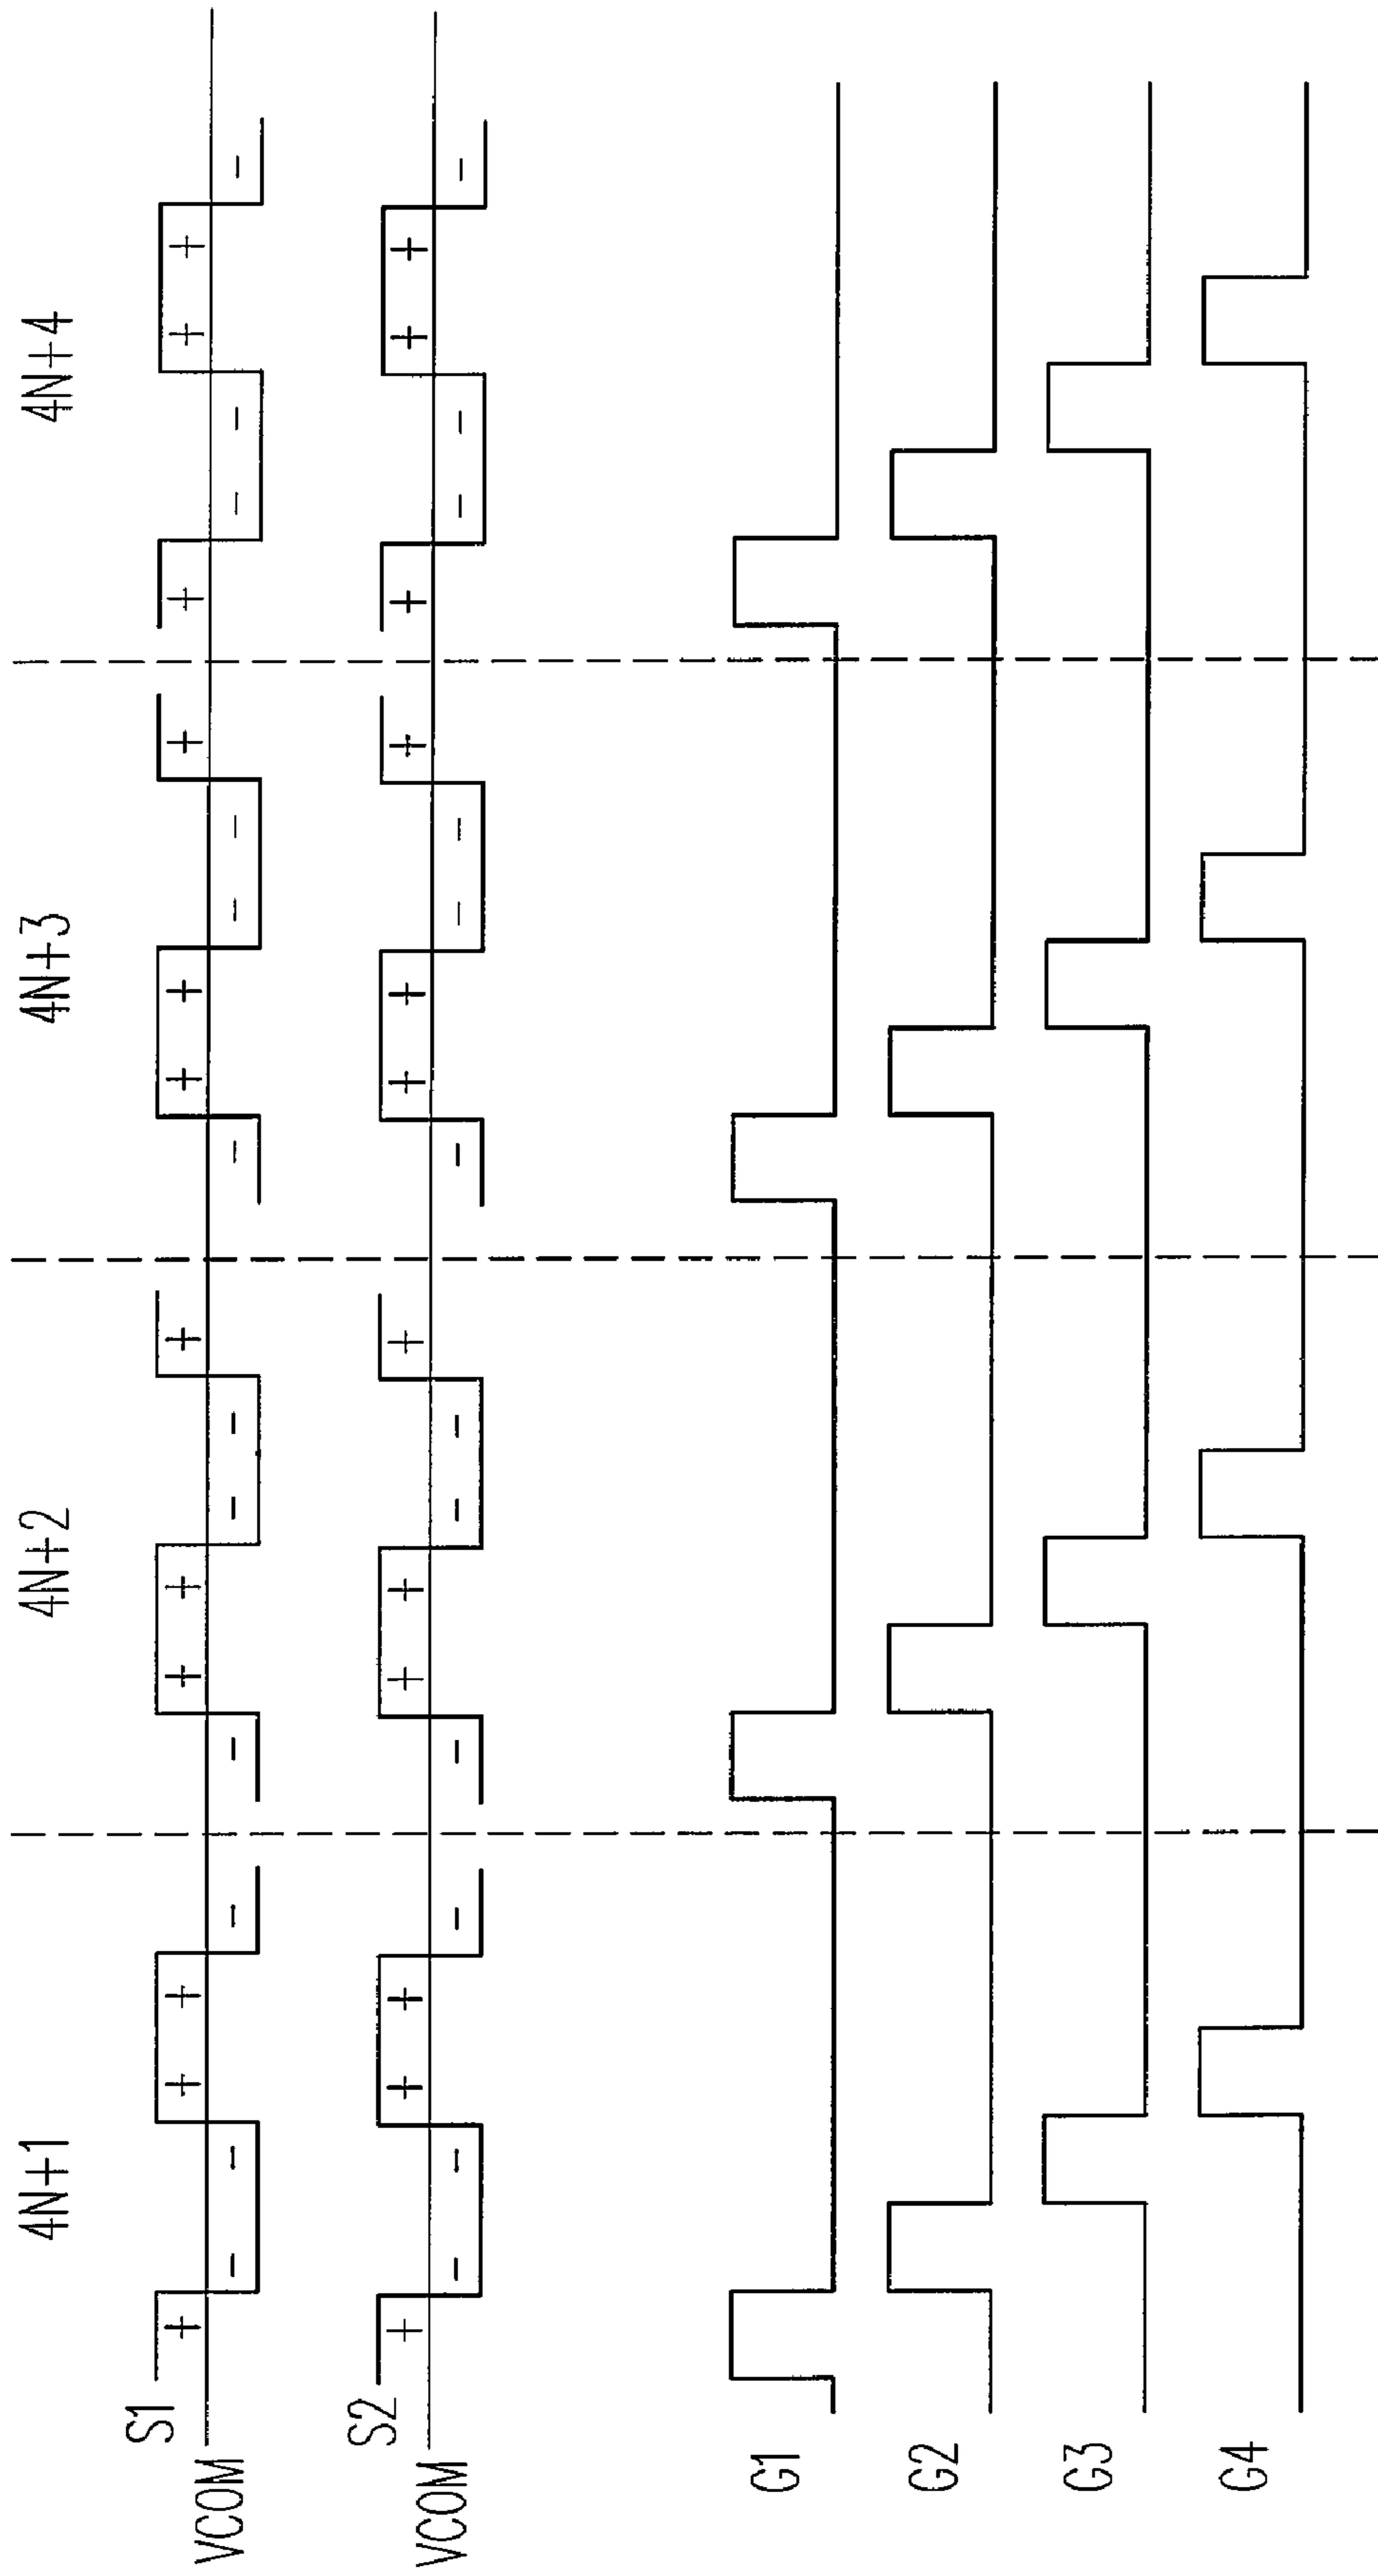 4N+1 4N+2 4N+3 4N+4
S1 + - - + + - - + + - - + - + + - - + + - - + + -
VCOM
S2 + - - + + - - + + - - + - + + - - + + - - + + -
VCOM
G1
G2
G3
G4